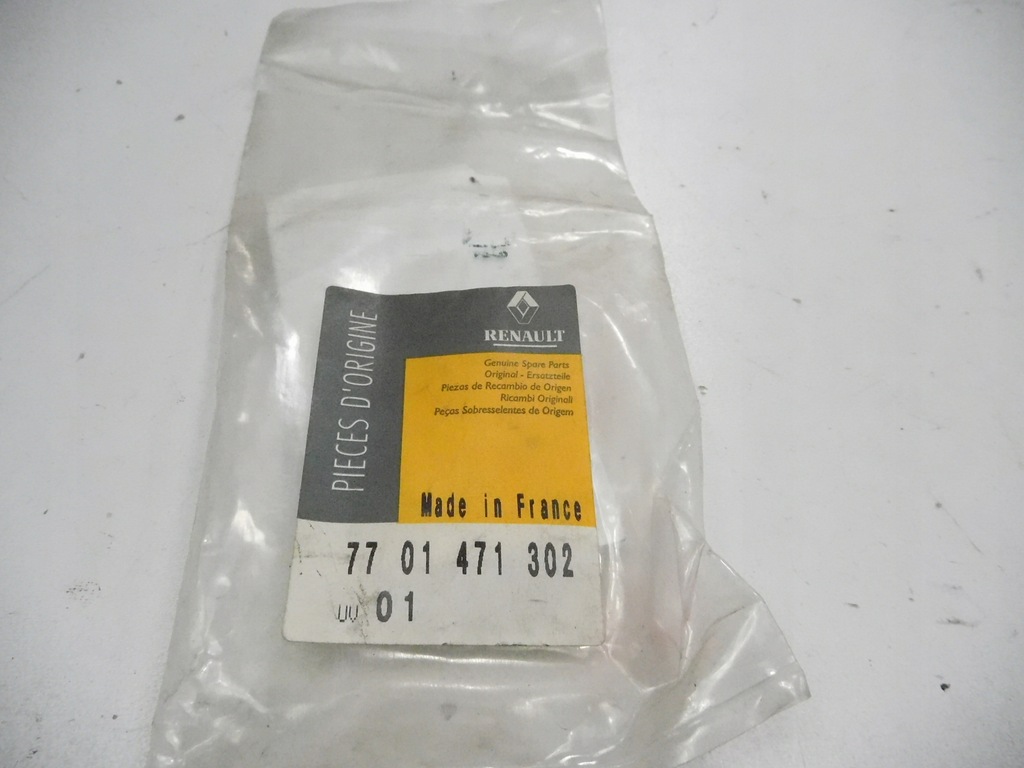 PIECES D'ORIGINE
RENAULT
Genuine Spare Parts
Original - Ersatzteile
Piezas de Recambio de Origen
Ricambi Originali
Peças Sobresselentes de Origem
Made in France
77 01 471 302
UV 01